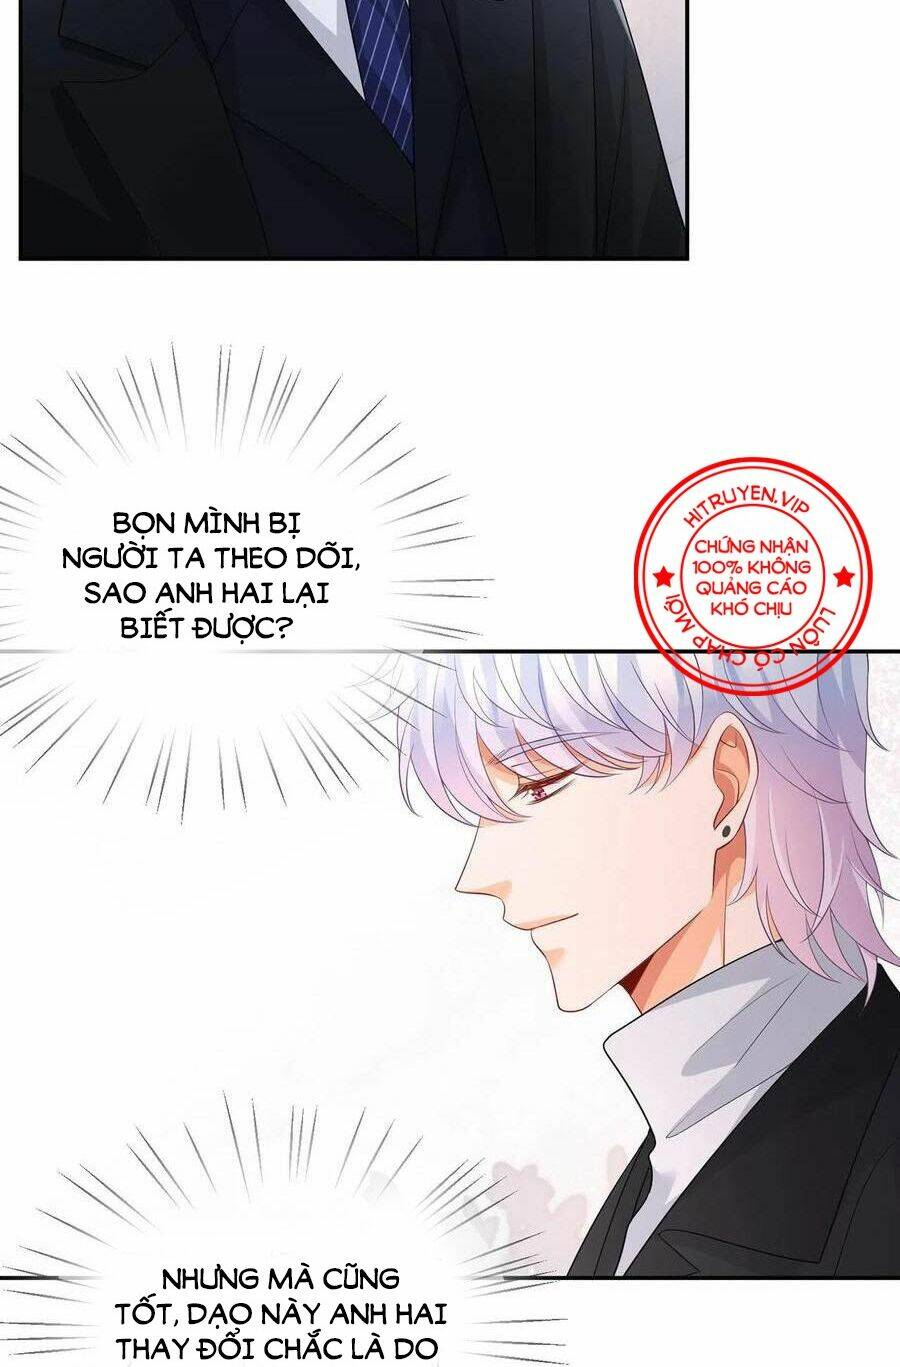 BỌN MÌNH BỊ
NGƯỜI TA THEO DÕI,
SAO ANH HAI LẠI
BIẾT ĐƯỢC?
HITRUYEN.VIP
CHỨNG NHẬN
100% KHÔNG
QUẢNG CÁO
KHÓ CHỊU
LUÔN CÓ CHAP MỚI
NHƯNG MÀ CŨNG
TỐT, DẠO NÀY ANH HAI
THAY ĐỔI CHẮC LÀ DO